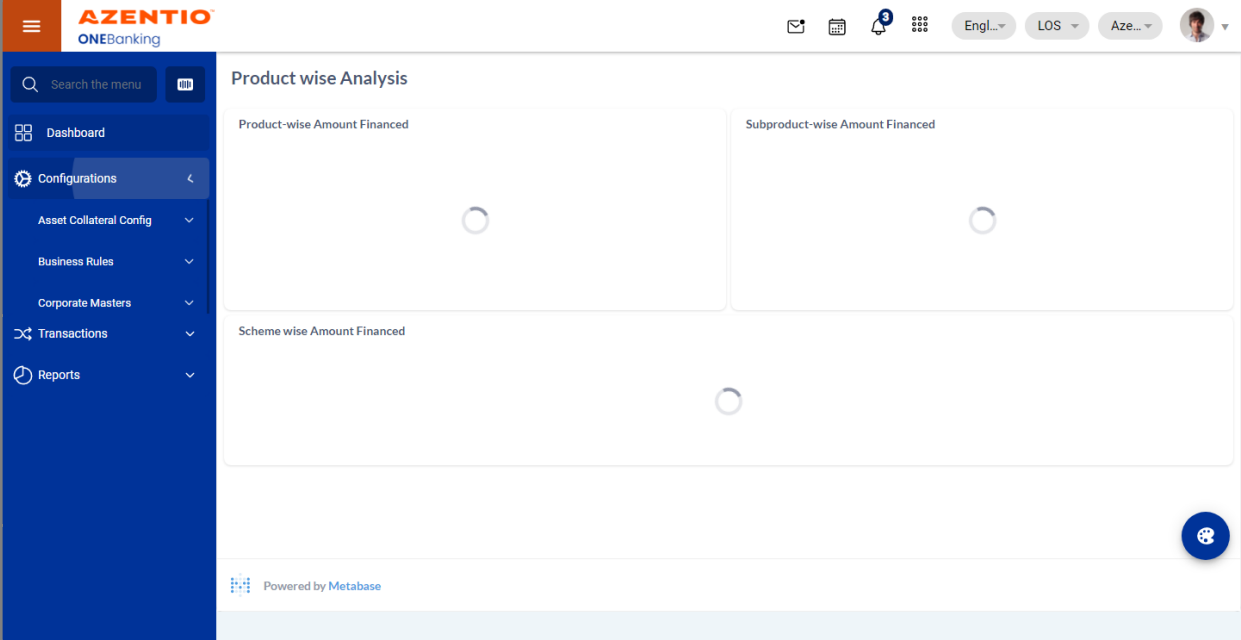 AZENTIO
ONEBanking
3
Engl...
LOS
Aze...
Search the menu
Dashboard
Configurations
Asset Collateral Config
Business Rules
Corporate Masters
Transactions
Reports
Product wise Analysis
Product-wise Amount Financed
Subproduct-wise Amount Financed
Scheme wise Amount Financed
Powered by Metabase